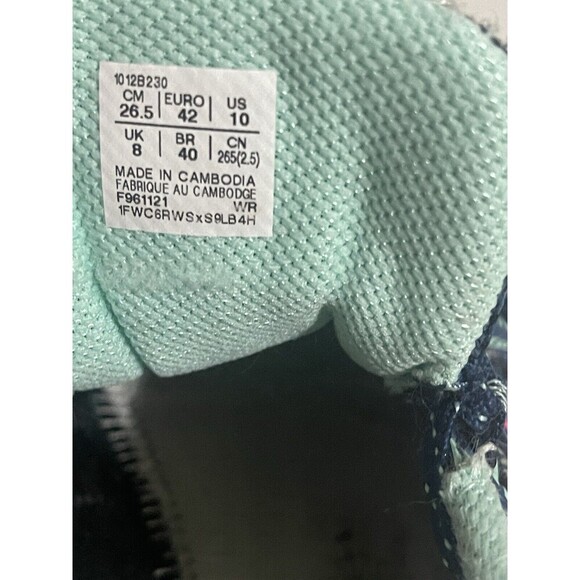 1012B230
CM EURO US
26.5 42 10
UK BR CN
8 40 265(2.5)
MADE IN CAMBODIA
FABRIQUE AU CAMBODGE
F961121 WR
1FWC6RWSxS9LB4H